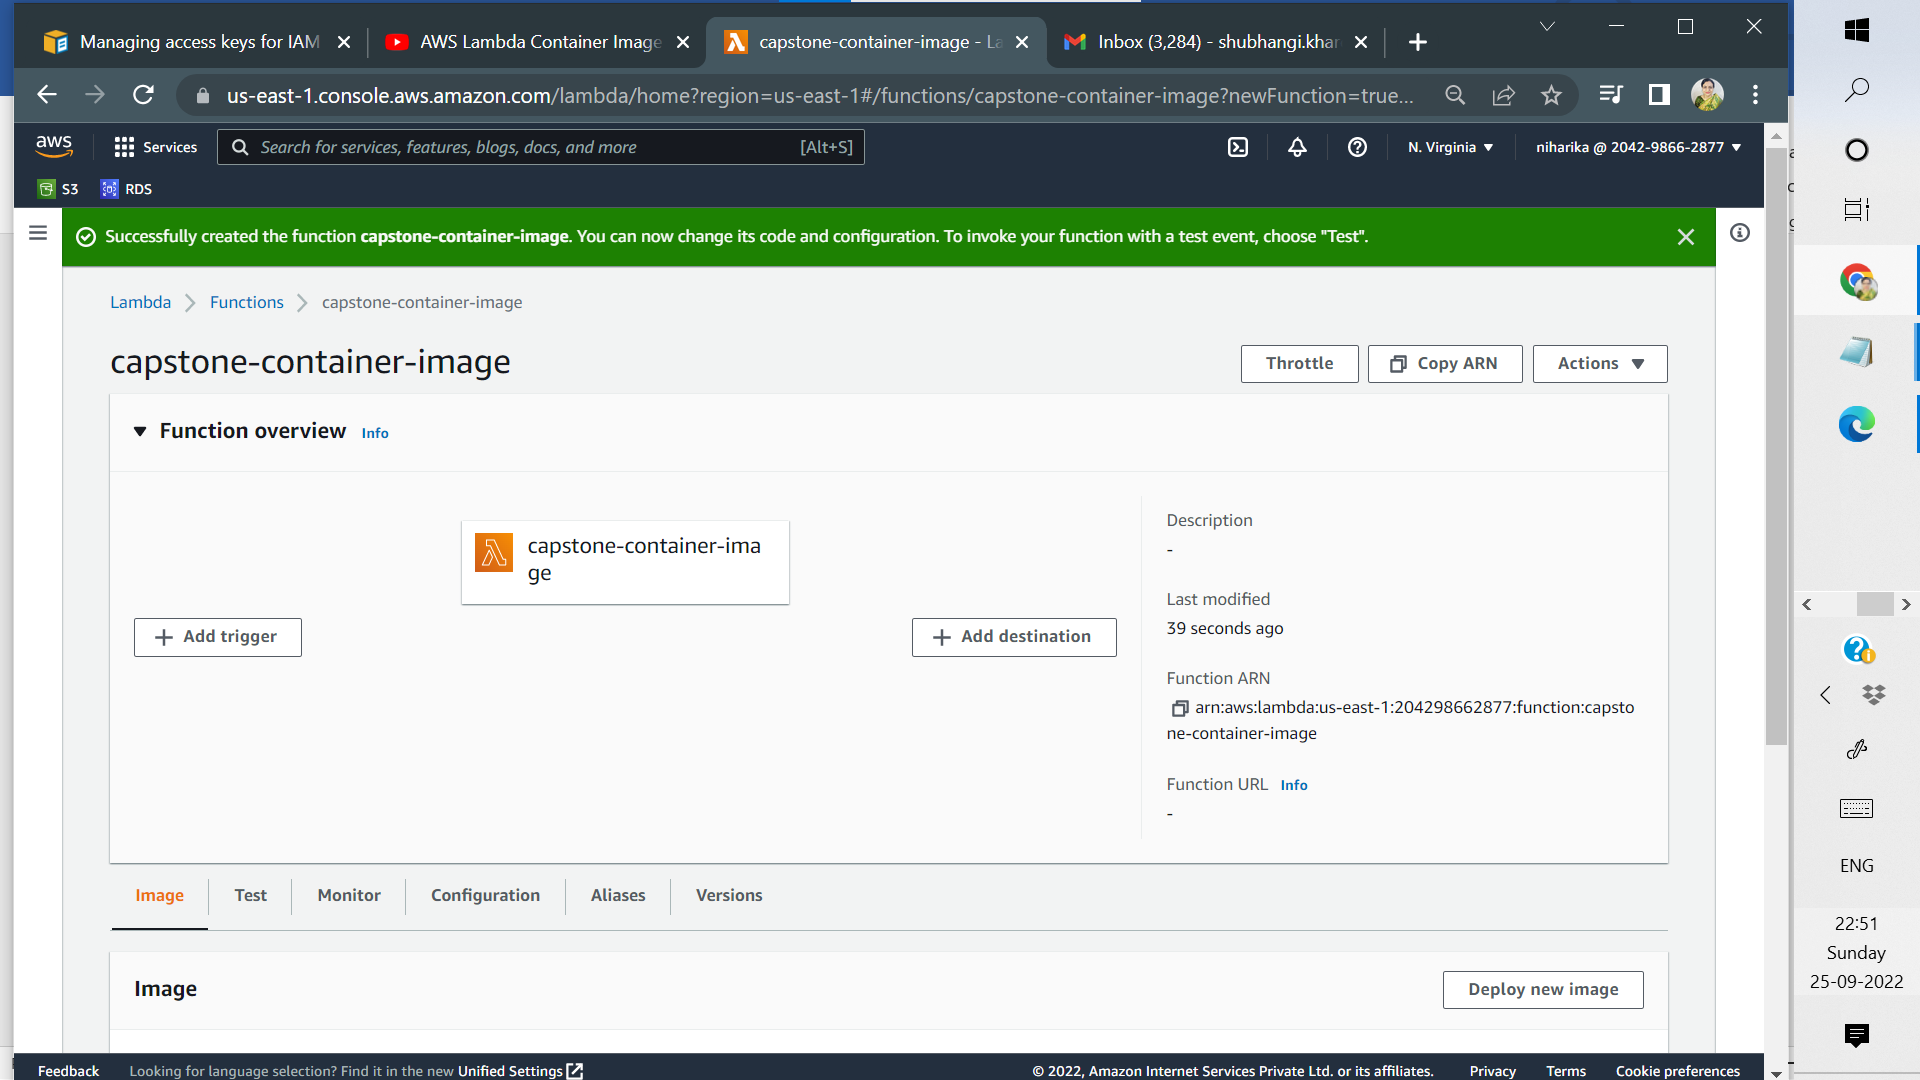 Managing access keys for IAM
AWS Lambda Container Image
capstone-container-image - La
Inbox (3,284) - shubhangi.khar
us-east-1.console.aws.amazon.com/lambda/home?region=us-east-1#/functions/capstone-container-image?newFunction=true...
aws
Services
Search for services, features, blogs, docs, and more
[Alt+S]
N. Virginia
niharika @ 2042-9866-2877
S3
RDS
Successfully created the function capstone-container-image. You can now change its code and configuration. To invoke your function with a test event, choose "Test".
Lambda
Functions
capstone-container-image
capstone-container-image
Throttle
Copy ARN
Actions
Function overview
Info
capstone-container-ima
ge
Add trigger
Add destination
Description
-
Last modified
39 seconds ago
Function ARN
arn:aws:lambda:us-east-1:204298662877:function:capsto
ne-container-image
Function URL
Info
-
Image
Test
Monitor
Configuration
Aliases
Versions
Image
Deploy new image
Feedback
Looking for language selection? Find it in the new Unified Settings
© 2022, Amazon Internet Services Private Ltd. or its affiliates.
Privacy
Terms
Cookie preferences
ENG
22:51
Sunday
25-09-2022